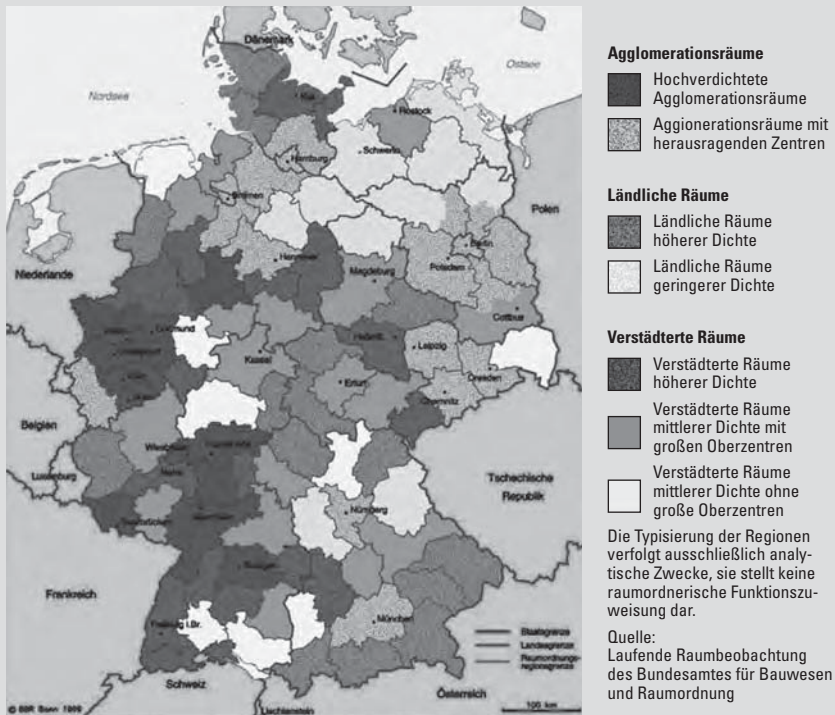 Dänemark
Nordsee
Ostsee
Kiel
Rostock
Schwerin
Hamburg
Bremen
Polen
Berlin
Niederlande
Hannover
Potsdam
Magdeburg
Cottbus
Dortmund
Leipzig
Kassel
Dresden
Erfurt
Chemnitz
Belgien
Wiesbaden
Mainz
Luxemburg
Tschechische
Republik
Nürnberg
Saarbrücken
Stuttgart
Frankreich
München
Freiburg i.Br.
Staatsgrenze
Landesgrenze
Raumordnungs-
regionsgrenze
Schweiz
Österreich
Liechtenstein
100 km
© BBR Bonn 1999
Agglomerationsräume
Hochverdichtete
Agglomerationsräume
Aggionerationsräume mit
herausragenden Zentren
Ländliche Räume
Ländliche Räume
höherer Dichte
Ländliche Räume
geringerer Dichte
Verstädterte Räume
Verstädterte Räume
höherer Dichte
Verstädterte Räume
mittlerer Dichte mit
großen Oberzentren
Verstädterte Räume
mittlerer Dichte ohne
große Oberzentren
Die Typisierung der Regionen
verfolgt ausschließlich analy-
tische Zwecke, sie stellt keine
raumordnerische Funktionszu-
weisung dar.
Quelle:
Laufende Raumbeobachtung
des Bundesamtes für Bauwesen
und Raumordnung